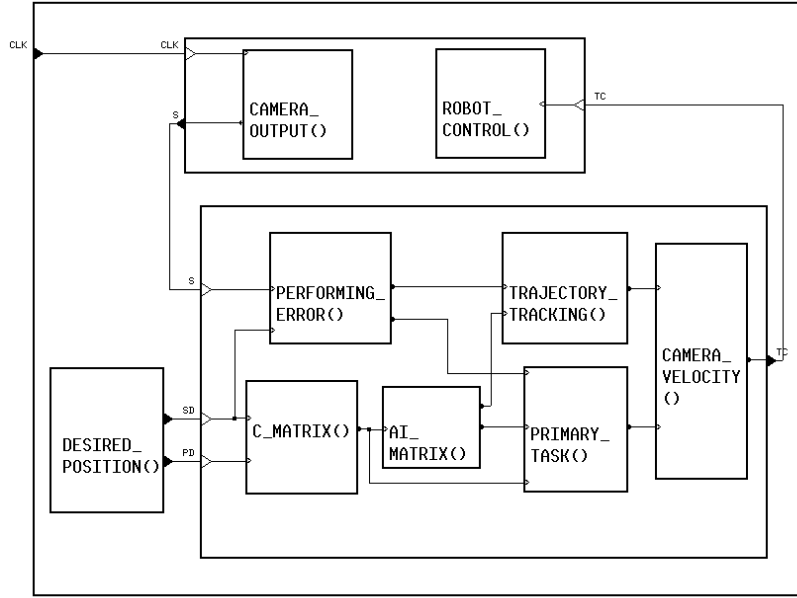 CLK
CLK
CAMERA_
OUTPUT()
ROBOT_
CONTROL()
TC
S
S
PERFORMING_
ERROR()
TRAJECTORY_
TRACKING()
CAMERA_
VELOCITY
()
TC
DESIRED_
POSITION()
SD
PD
C_MATRIX()
AI_
MATRIX()
PRIMARY_
TASK()